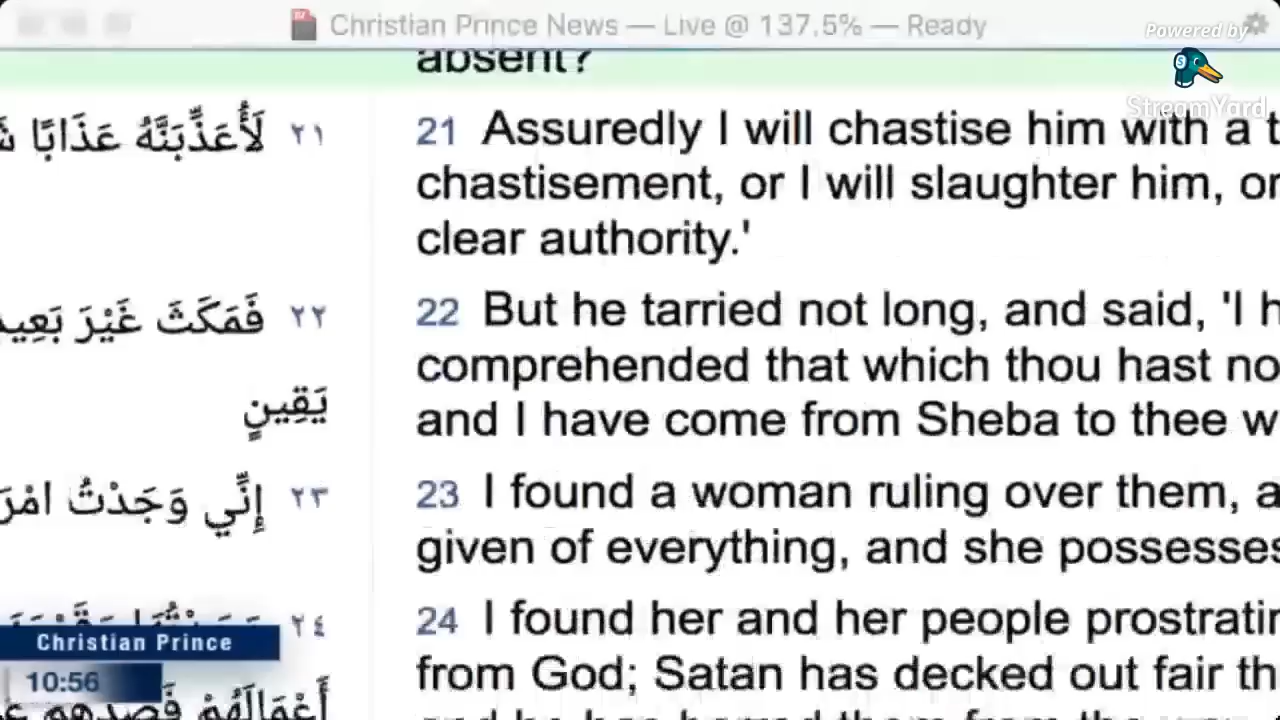 Christian Prince News — Live @ 137.5% — Ready
Powered by
StreamYard
absent?
لَأُعَذِّبَنَّهُ عَذَابًا ٢١
21 Assuredly I will chastise him with a
chastisement, or I will slaughter him, or
clear authority.'
فَمَكَثَ غَيْرَ ٢٢
22 But he tarried not long, and said, 'I
comprehended that which thou hast
يَقِينٍ
and I have come from Sheba to thee
إِنِّي وَجَدْتُ ٢٣
23 I found a woman ruling over them,
given of everything, and she possesses
٢٤
24 I found her and her people
from God; Satan has decked out fair
Christian Prince
10:56
أَعْمَالَهُمْ فَصَدَّهُمْ